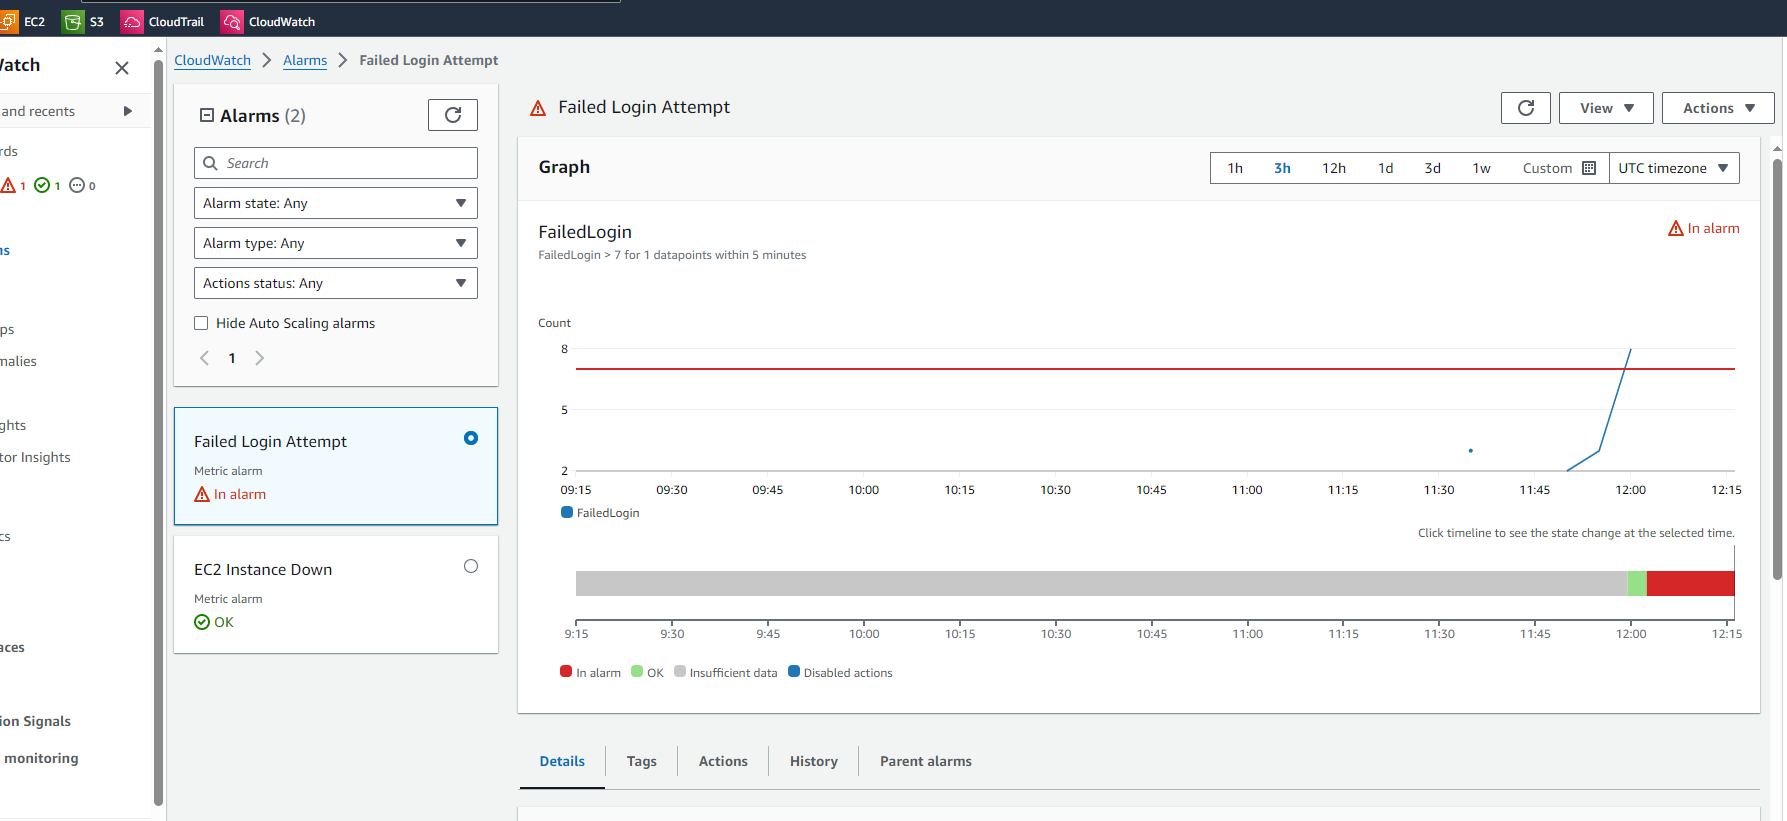 EC2 S3 CloudTrail CloudWatch
Watch
and recents
rds
1 1 0
ns
ps
malies
ghts
tor Insights
cs
aces
ion Signals
monitoring
CloudWatch Alarms Failed Login Attempt
Alarms (2)
Search
Alarm state: Any
Alarm type: Any
Actions status: Any
Hide Auto Scaling alarms
1
Failed Login Attempt
Metric alarm
In alarm
EC2 Instance Down
Metric alarm
OK
Failed Login Attempt
View Actions
Graph
1h 3h 12h 1d 3d 1w Custom UTC timezone
FailedLogin
In alarm
FailedLogin > 7 for 1 datapoints within 5 minutes
Count
8
5
2
09:15 09:30 09:45 10:00 10:15 10:30 10:45 11:00 11:15 11:30 11:45 12:00 12:15
FailedLogin
Click timeline to see the state change at the selected time.
9:15 9:30 9:45 10:00 10:15 10:30 10:45 11:00 11:15 11:30 11:45 12:00 12:15
In alarm OK Insufficient data Disabled actions
Details Tags Actions History Parent alarms